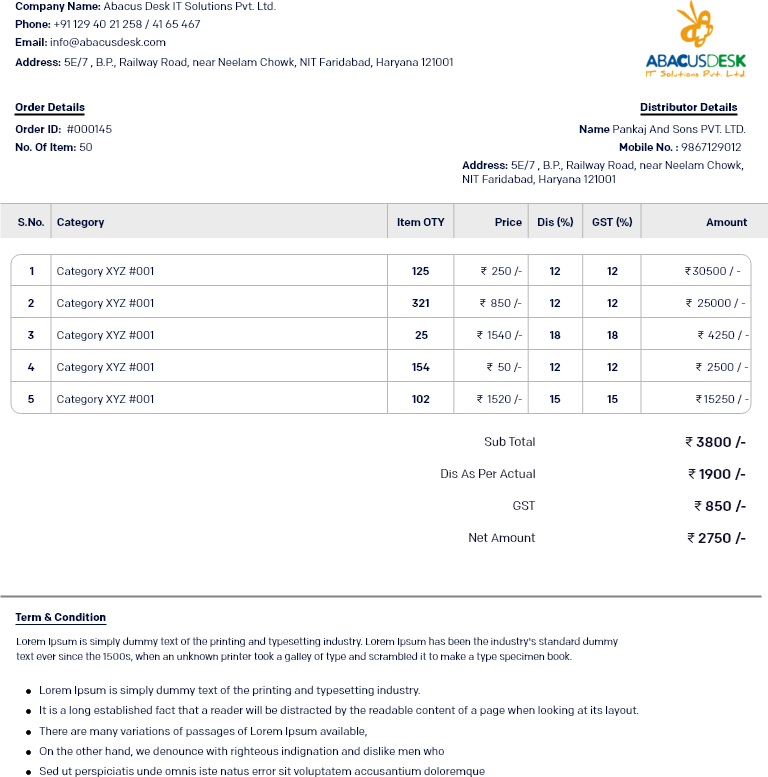 Company Name: Abacus Desk IT Solutions Pvt. Ltd.
Phone: +91 129 40 21 258 / 41 65 467
Email: info@abacusdesk.com
Address: 5E/7 , B.P., Railway Road, near Neelam Chowk, NIT Faridabad, Haryana 121001
ABACUSDESK
IT Solutions Pvt. Ltd
Order Details
Order ID: #000145
No. Of Item: 50
Distributor Details
Name Pankaj And Sons PVT. LTD.
Mobile No. : 9867129012
Address: 5E/7 , B.P., Railway Road, near Neelam Chowk,
NIT Faridabad, Haryana 121001
S.No. Category Item QTY Price Dis (%) GST (%) Amount
1 Category XYZ #001 125 ₹ 250 /- 12 12 ₹30500 / -
2 Category XYZ #001 321 ₹ 850 /- 12 12 ₹ 25000 / -
3 Category XYZ #001 25 ₹ 1540 /- 18 18 ₹ 4250 / -
4 Category XYZ #001 154 ₹ 50 /- 12 12 ₹ 2500 / -
5 Category XYZ #001 102 ₹ 1520 /- 15 15 ₹15250 / -
Sub Total ₹ 3800 /-
Dis As Per Actual ₹ 1900 /-
GST ₹ 850 /-
Net Amount ₹ 2750 /-
Term & Condition
Lorem Ipsum is simply dummy text of the printing and typesetting industry. Lorem Ipsum has been the industry's standard dummy
text ever since the 1500s, when an unknown printer took a galley of type and scrambled it to make a type specimen book.
● Lorem Ipsum is simply dummy text of the printing and typesetting industry.
● It is a long established fact that a reader will be distracted by the readable content of a page when looking at its layout.
● There are many variations of passages of Lorem Ipsum available,
● On the other hand, we denounce with righteous indignation and dislike men who
● Sed ut perspiciatis unde omnis iste natus error sit voluptatem accusantium doloremque